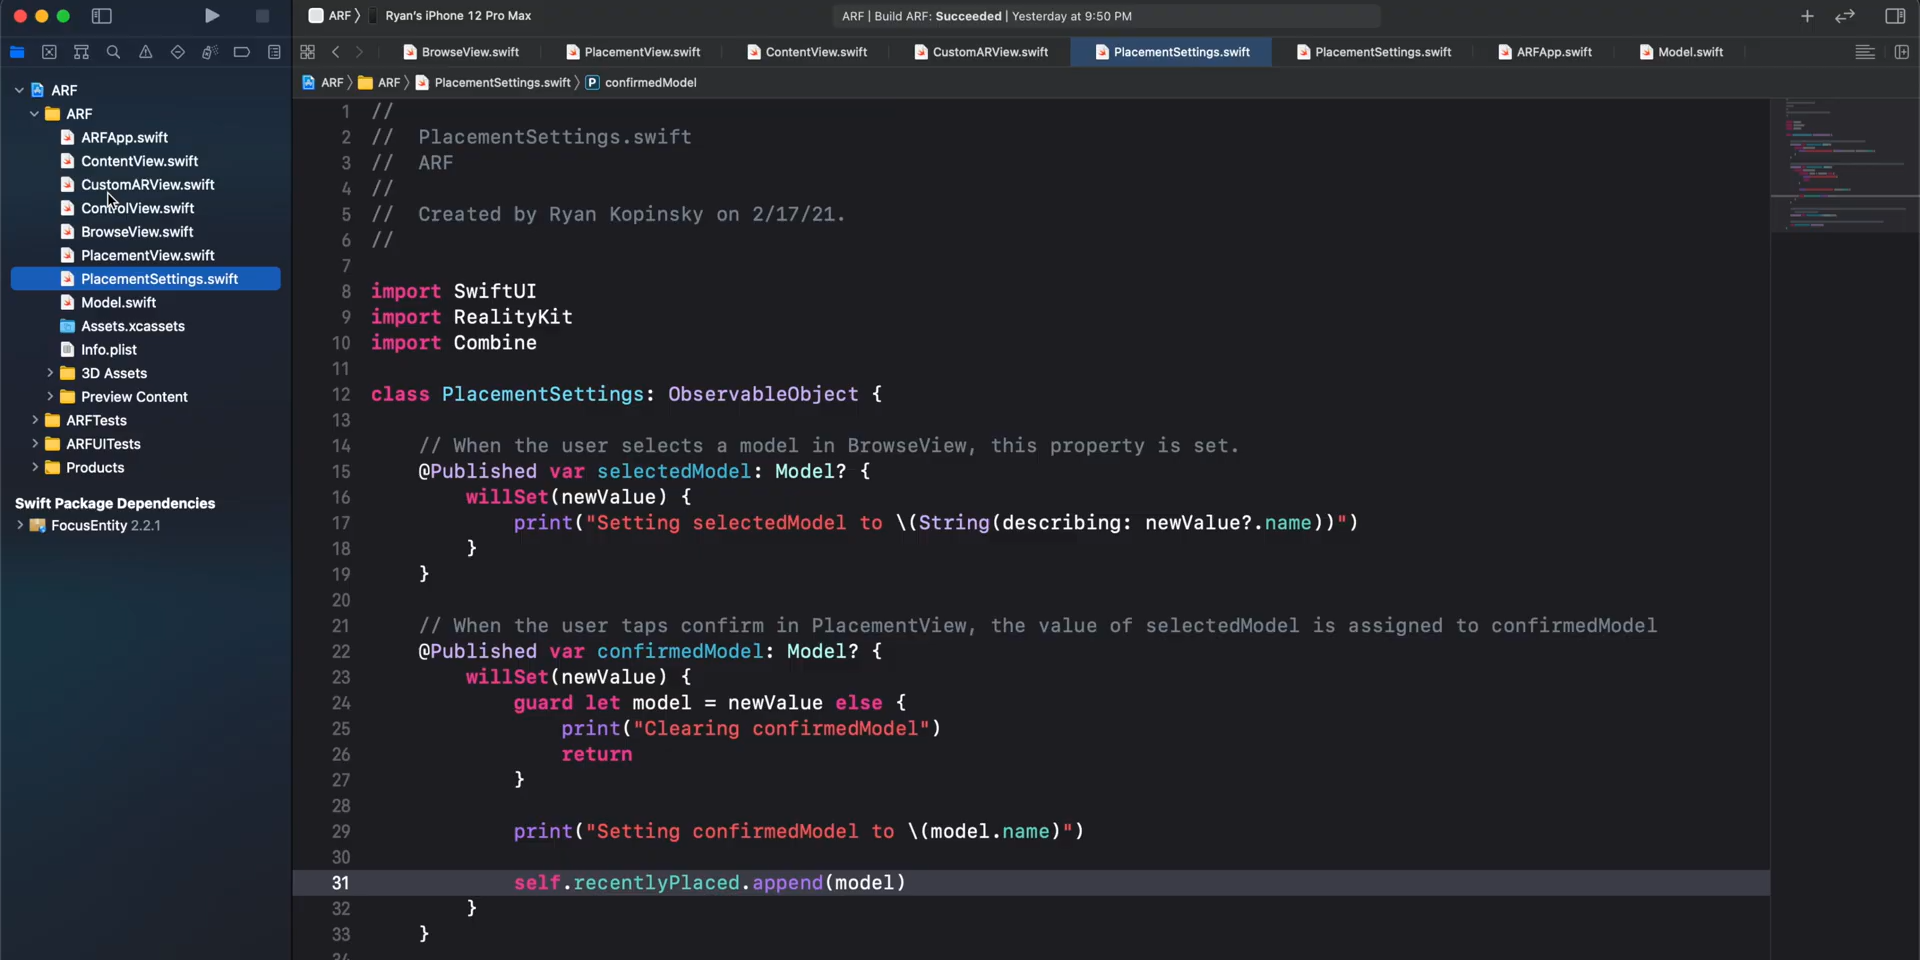 ARF
Ryan's iPhone 12 Pro Max
ARF | Build ARF: Succeeded | Yesterday at 9:50 PM
BrowseView.swift
PlacementView.swift
ContentView.swift
CustomARView.swift
PlacementSettings.swift
PlacementSettings.swift
ARFApp.swift
Model.swift
ARF
ARF
PlacementSettings.swift
P
confirmedModel
ARF
ARF
ARFApp.swift
ContentView.swift
CustomARView.swift
ControlView.swift
BrowseView.swift
PlacementView.swift
PlacementSettings.swift
Model.swift
Assets.xcassets
Info.plist
3D Assets
Preview Content
ARFTests
ARFUITests
Products
Swift Package Dependencies
FocusEntity 2.2.1
1 //
2 //  PlacementSettings.swift
3 //  ARF
4 //
5 //  Created by Ryan Kopinsky on 2/17/21.
6 //
7
8 import SwiftUI
9 import RealityKit
10 import Combine
11
12 class PlacementSettings: ObservableObject {
13
14     // When the user selects a model in BrowseView, this property is set.
15     @Published var selectedModel: Model? {
16         willSet(newValue) {
17             print("Setting selectedModel to \(String(describing: newValue?.name))")
18         }
19     }
20
21     // When the user taps confirm in PlacementView, the value of selectedModel is assigned to confirmedModel
22     @Published var confirmedModel: Model? {
23         willSet(newValue) {
24             guard let model = newValue else {
25                 print("Clearing confirmedModel")
26                 return
27             }
28
29             print("Setting confirmedModel to \(model.name)")
30
31             self.recentlyPlaced.append(model)
32         }
33     }
34